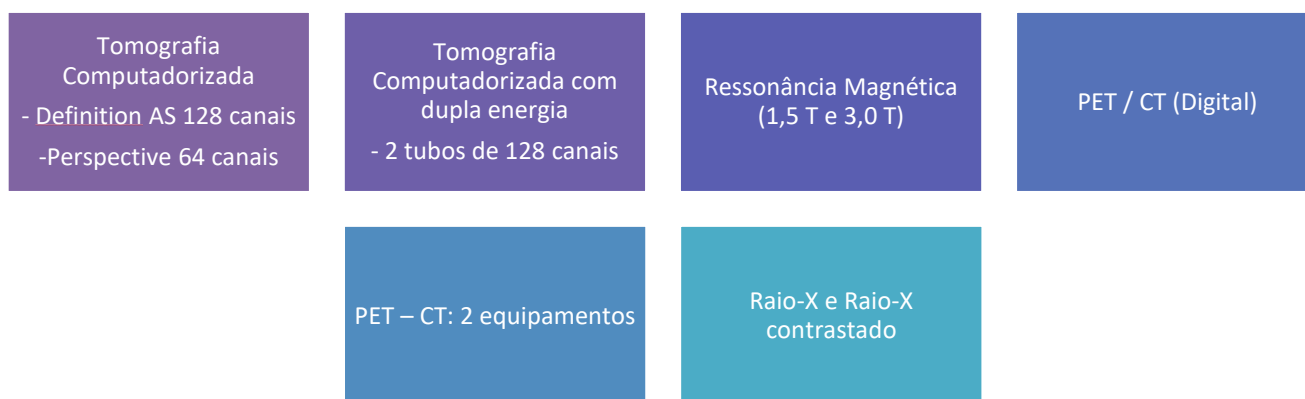 Tomografia
Computadorizada
- Definition AS 128 canais
-Perspective 64 canais
Tomografia
Computadorizada com
dupla energia
- 2 tubos de 128 canais
Ressonância Magnética
(1,5 T e 3,0 T)
PET / CT (Digital)
PET – CT: 2 equipamentos
Raio-X e Raio-X
contrastado